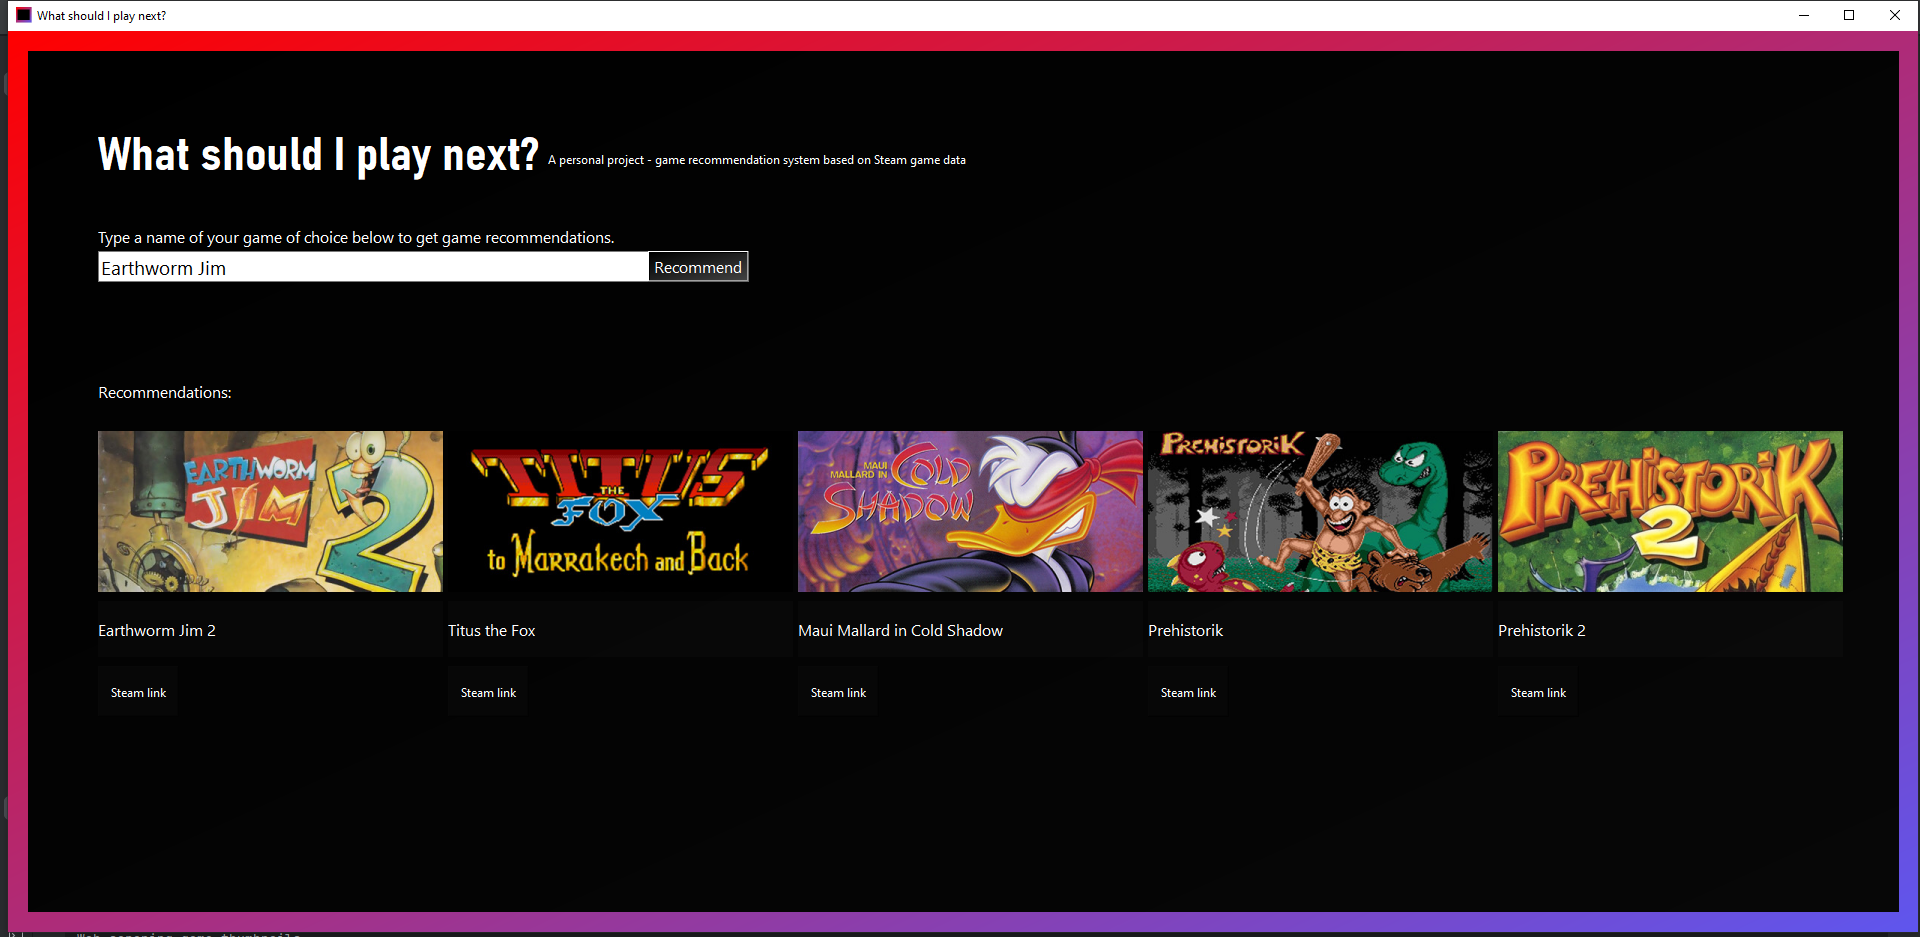 What should I play next?
What should I play next? A personal project - game recommendation system based on Steam game data
Type a name of your game of choice below to get game recommendations.
Earthworm Jim Recommend
Recommendations:
EARTHWORM
JIM
2
TITUS
THE
FOX
to Marrakech and Back
MAUI
MALLARD IN COLD
SHADOW
PREHISTORIK
PREHISTORIK
2
Earthworm Jim 2 Titus the Fox Maui Mallard in Cold Shadow Prehistorik Prehistorik 2
Steam link Steam link Steam link Steam link Steam link